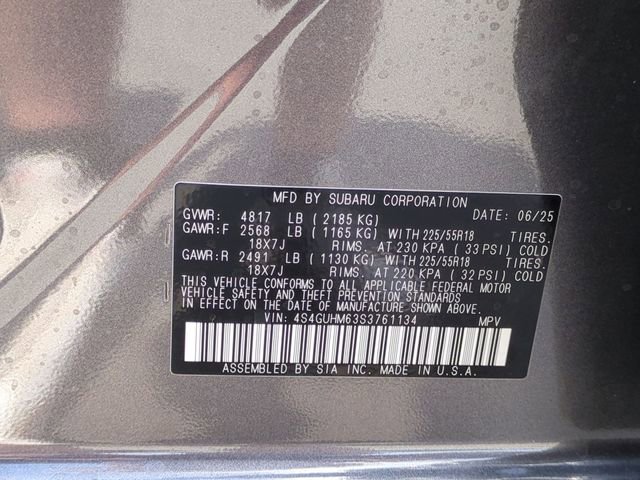 MFD BY SUBARU CORPORATION
GVWR: 4817 LB ( 2185 KG) DATE: 06/25
GAWR:F 2568 LB ( 1165 KG) WITH 225/55R18 TIRES.
18X7J RIMS. AT 230 KPA ( 33 PSI) COLD
GAWR:R 2491 LB ( 1130 KG) WITH 225/55R18 TIRES.
18X7J RIMS. AT 220 KPA ( 32 PSI) COLD
THIS VEHICLE CONFORMS TO ALL APPLICABLE FEDERAL MOTOR
VEHICLE SAFETY AND THEFT PREVENTION STANDARDS
IN EFFECT ON THE DATE OF MANUFACTURE SHOWN ABOVE.
VIN: 4S4GUHM63S3761134 MPV
ASSEMBLED BY SIA INC. MADE IN U.S.A.